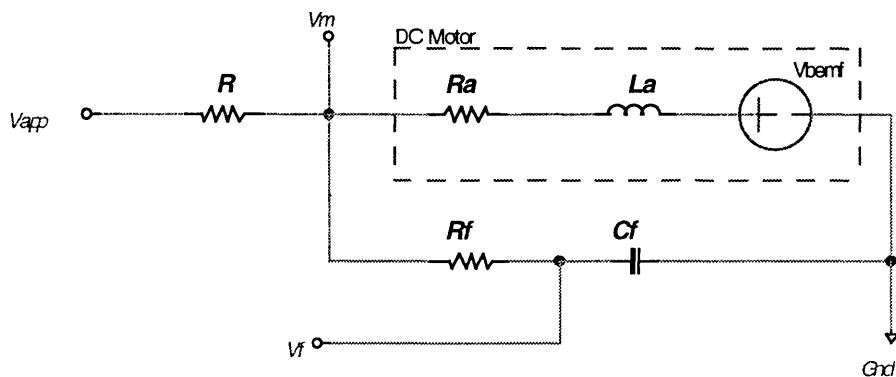 Vm
DC Motor
Vbemf
R
Ra
La
Vapp
Rf
Cf
Vf
Gnd